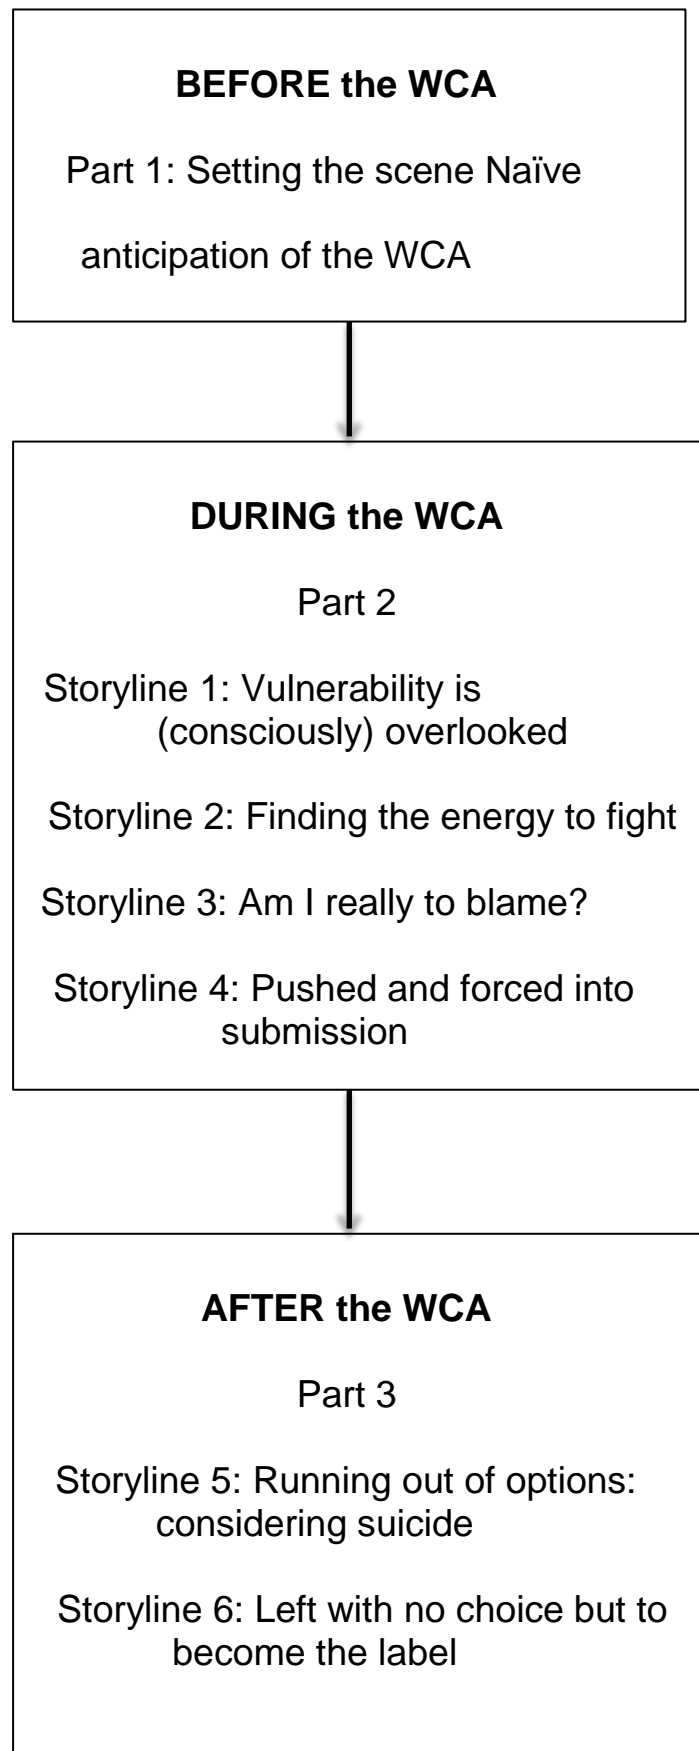 BEFORE the WCA
Part 1: Setting the scene Naïve
anticipation of the WCA
DURING the WCA
Part 2
Storyline 1: Vulnerability is
(consciously) overlooked
Storyline 2: Finding the energy to fight
Storyline 3: Am I really to blame?
Storyline 4: Pushed and forced into
submission
AFTER the WCA
Part 3
Storyline 5: Running out of options:
considering suicide
Storyline 6: Left with no choice but to
become the label